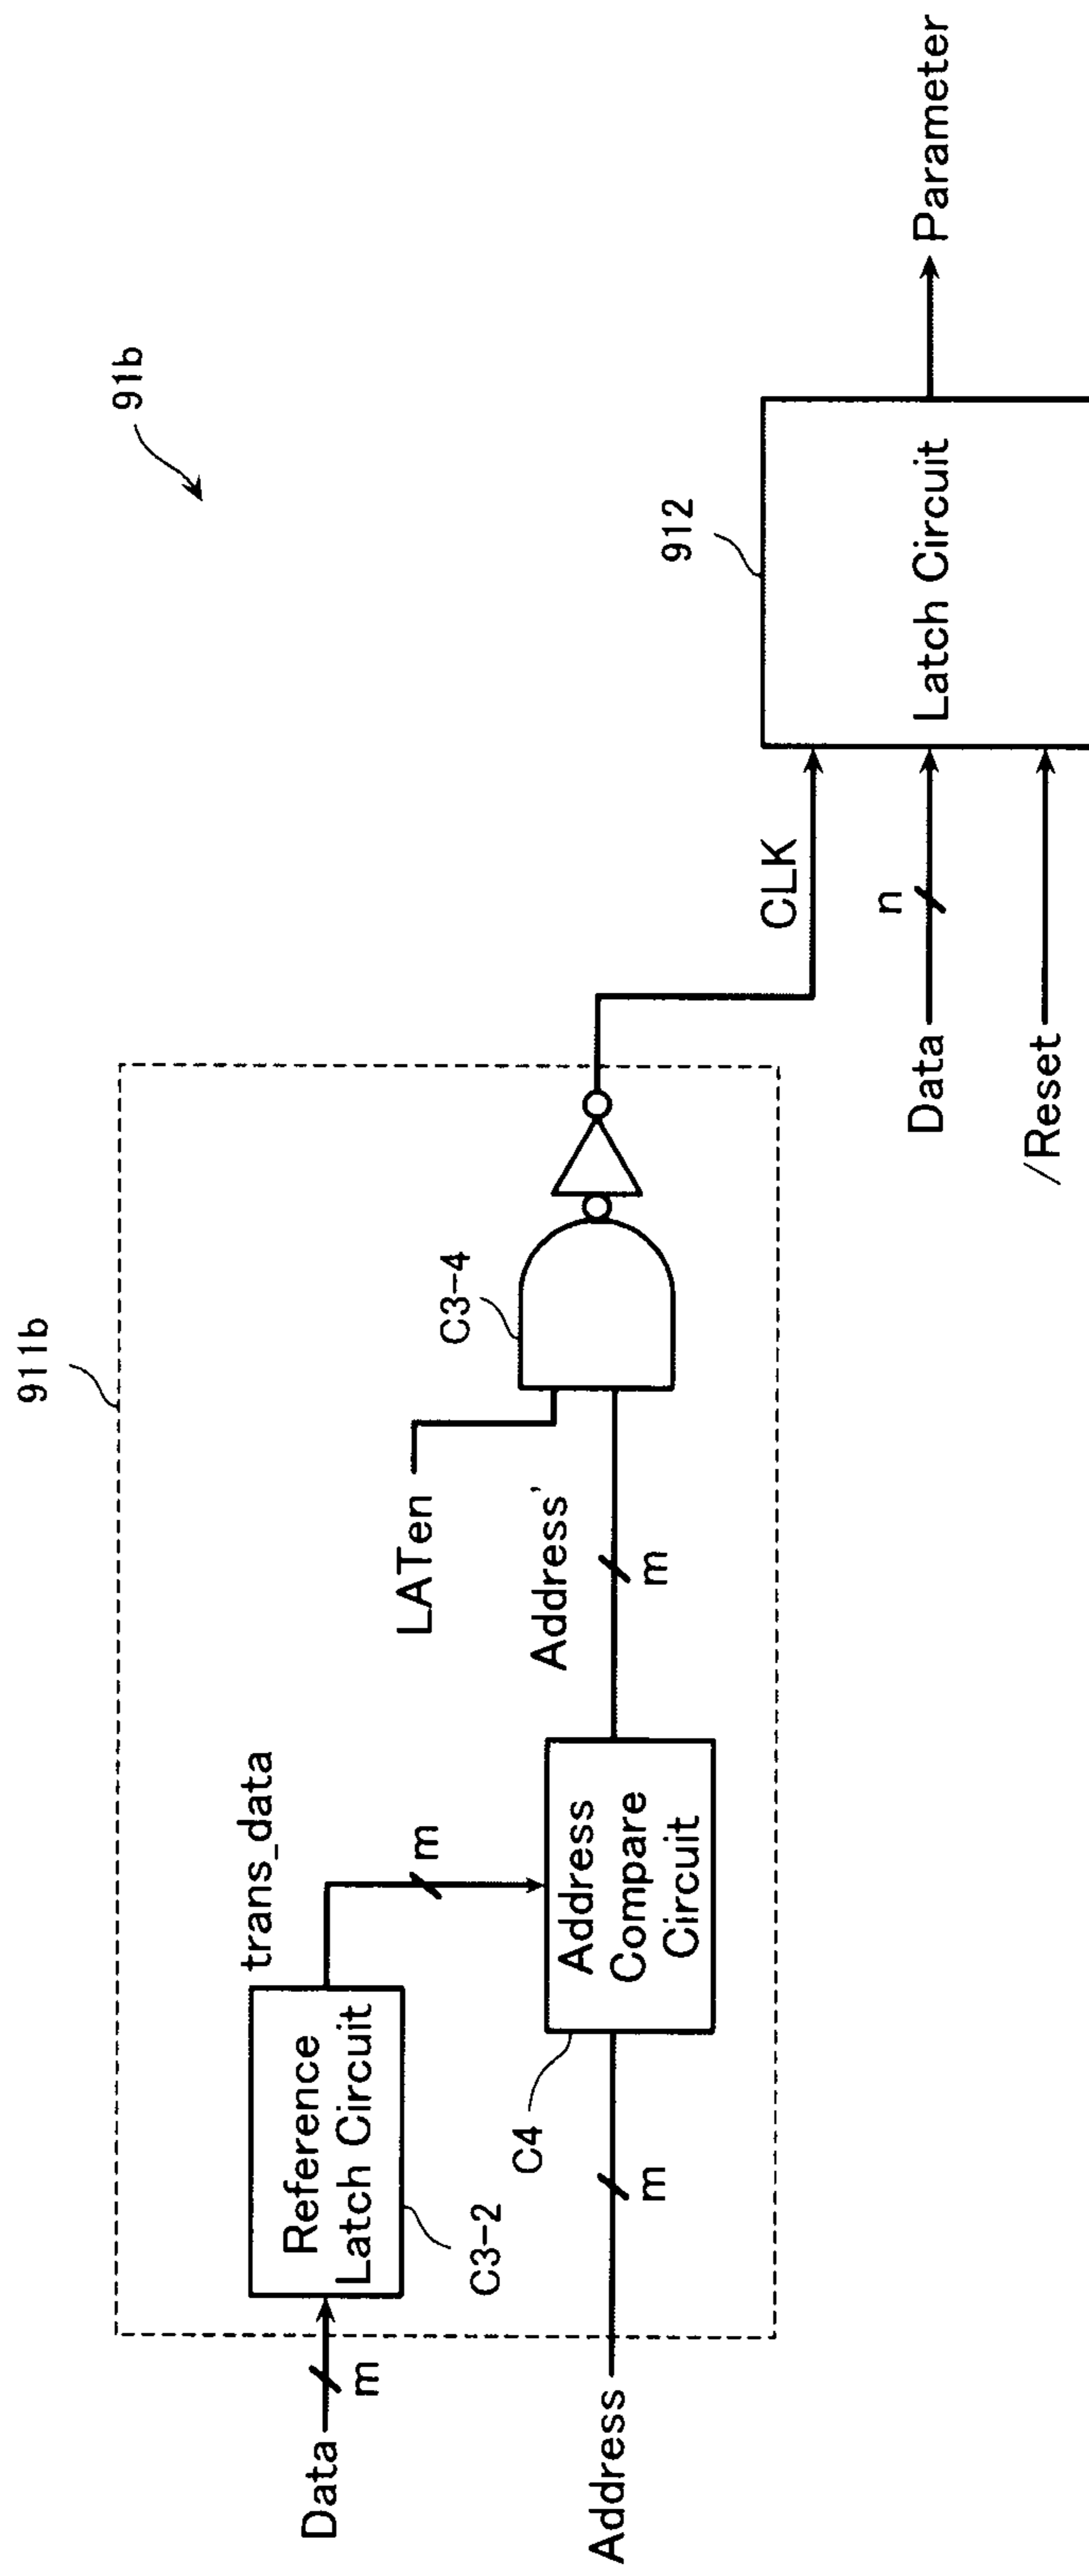 911b
91b
Data
m
Reference
Latch Circuit
C3-2
trans_data
m
Address
m
C4
Address
Compare
Circuit
Address'
m
LATen
C3-4
CLK
912
Data
n
/Reset
Latch Circuit
Parameter